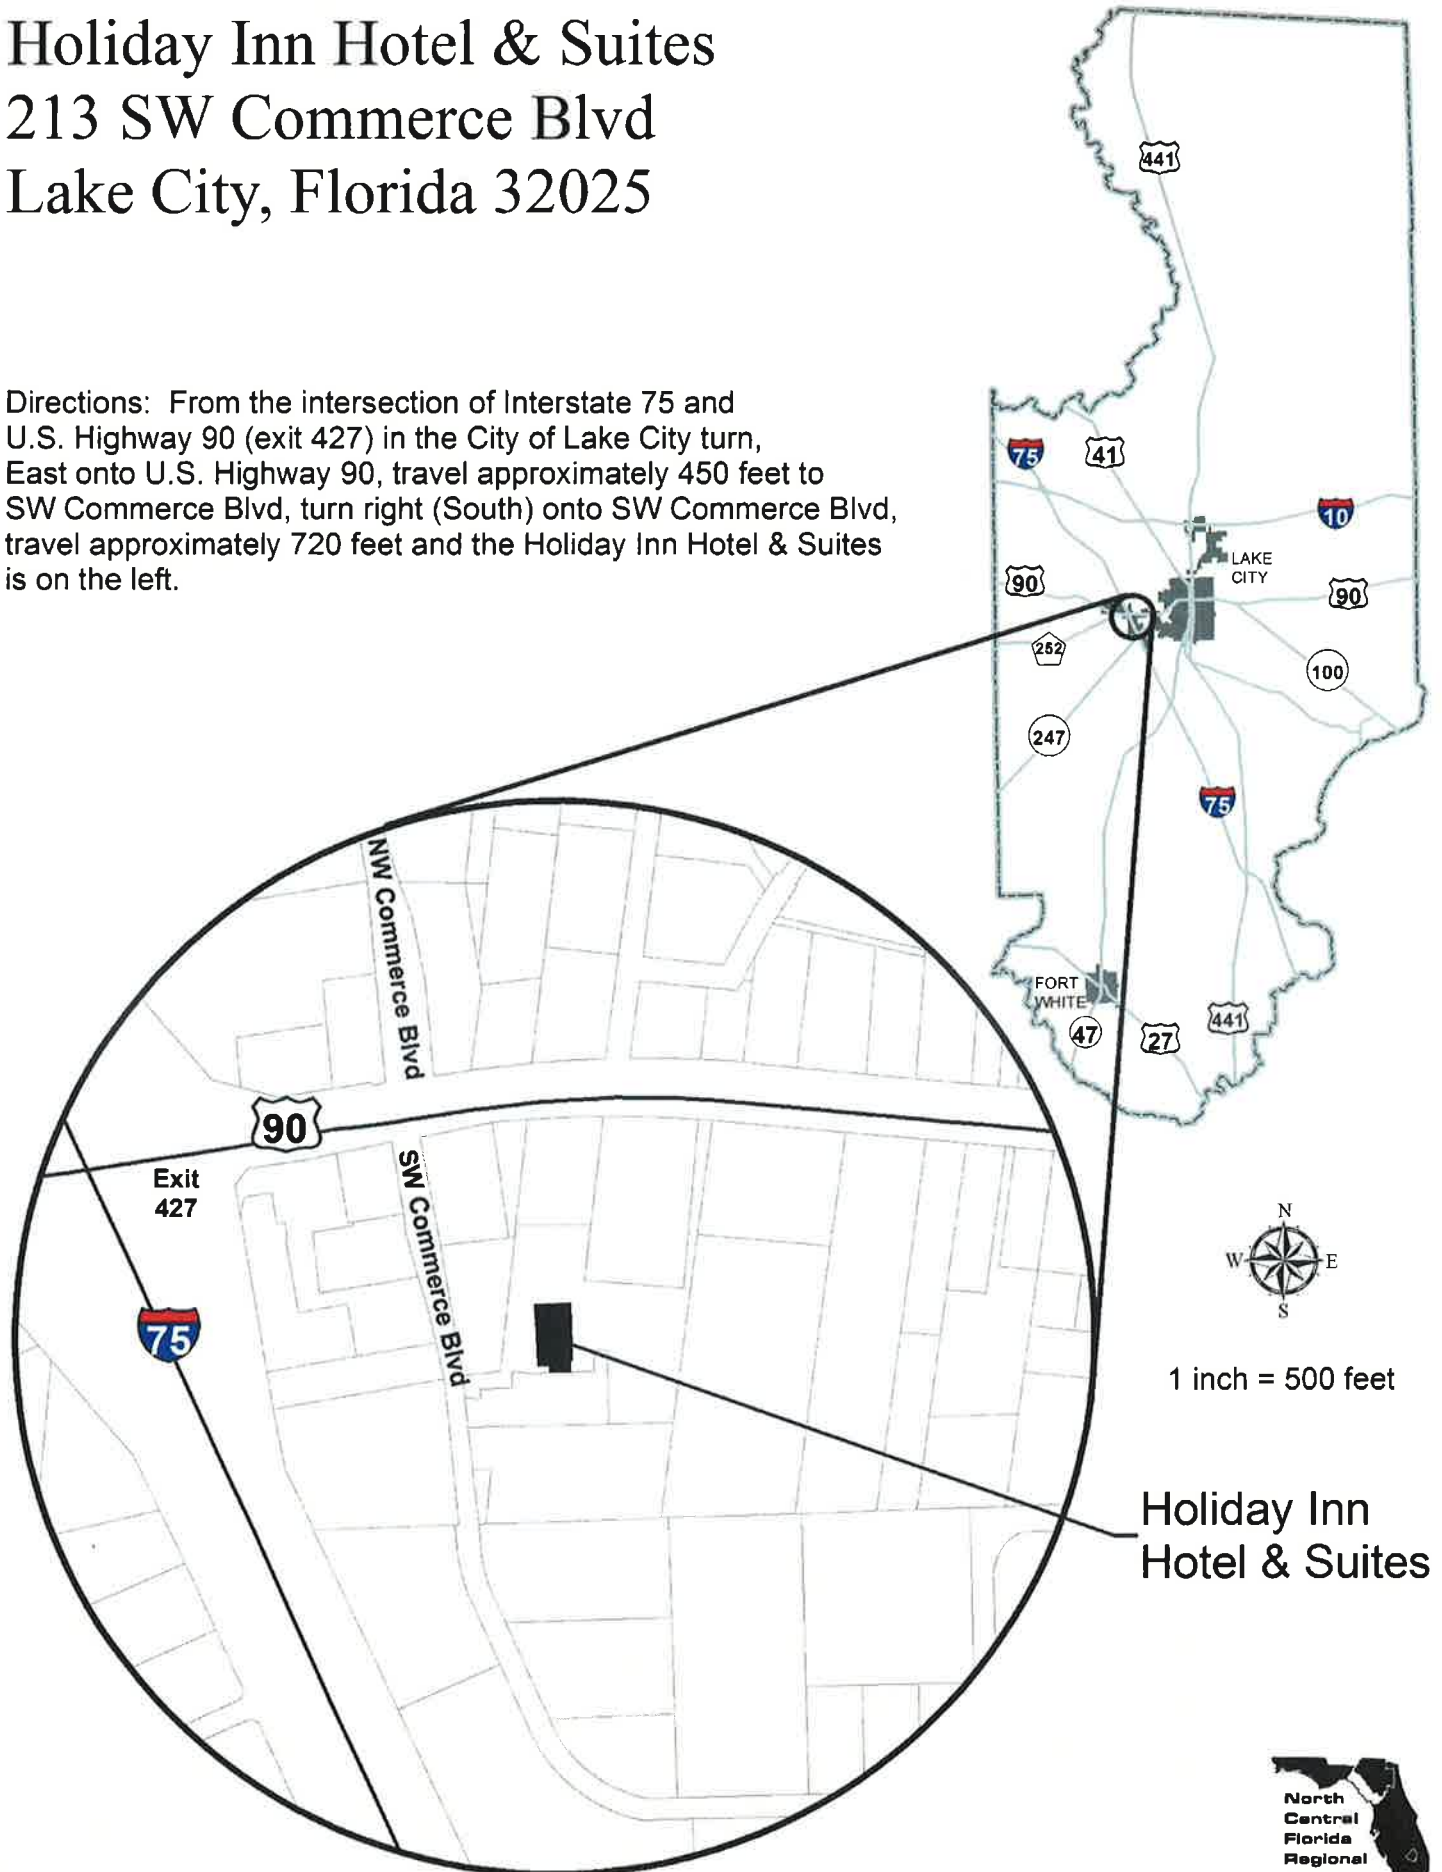 Holiday Inn Hotel & Suites
213 SW Commerce Blvd
Lake City, Florida 32025
Directions:  From the intersection of Interstate 75 and
U.S. Highway 90 (exit 427) in the City of Lake City turn,
East onto U.S. Highway 90, travel approximately 450 feet to
SW Commerce Blvd, turn right (South) onto SW Commerce Blvd,
travel approximately 720 feet and the Holiday Inn Hotel & Suites
is on the left.
441
75
41
10
LAKE
CITY
90
90
252
100
247
75
FORT
WHITE
47
27
441
NW Commerce Blvd
90
Exit
427
SW Commerce Blvd
75
N
W
E
S
1 inch = 500 feet
Holiday Inn
Hotel & Suites
North
Central
Florida
Regional